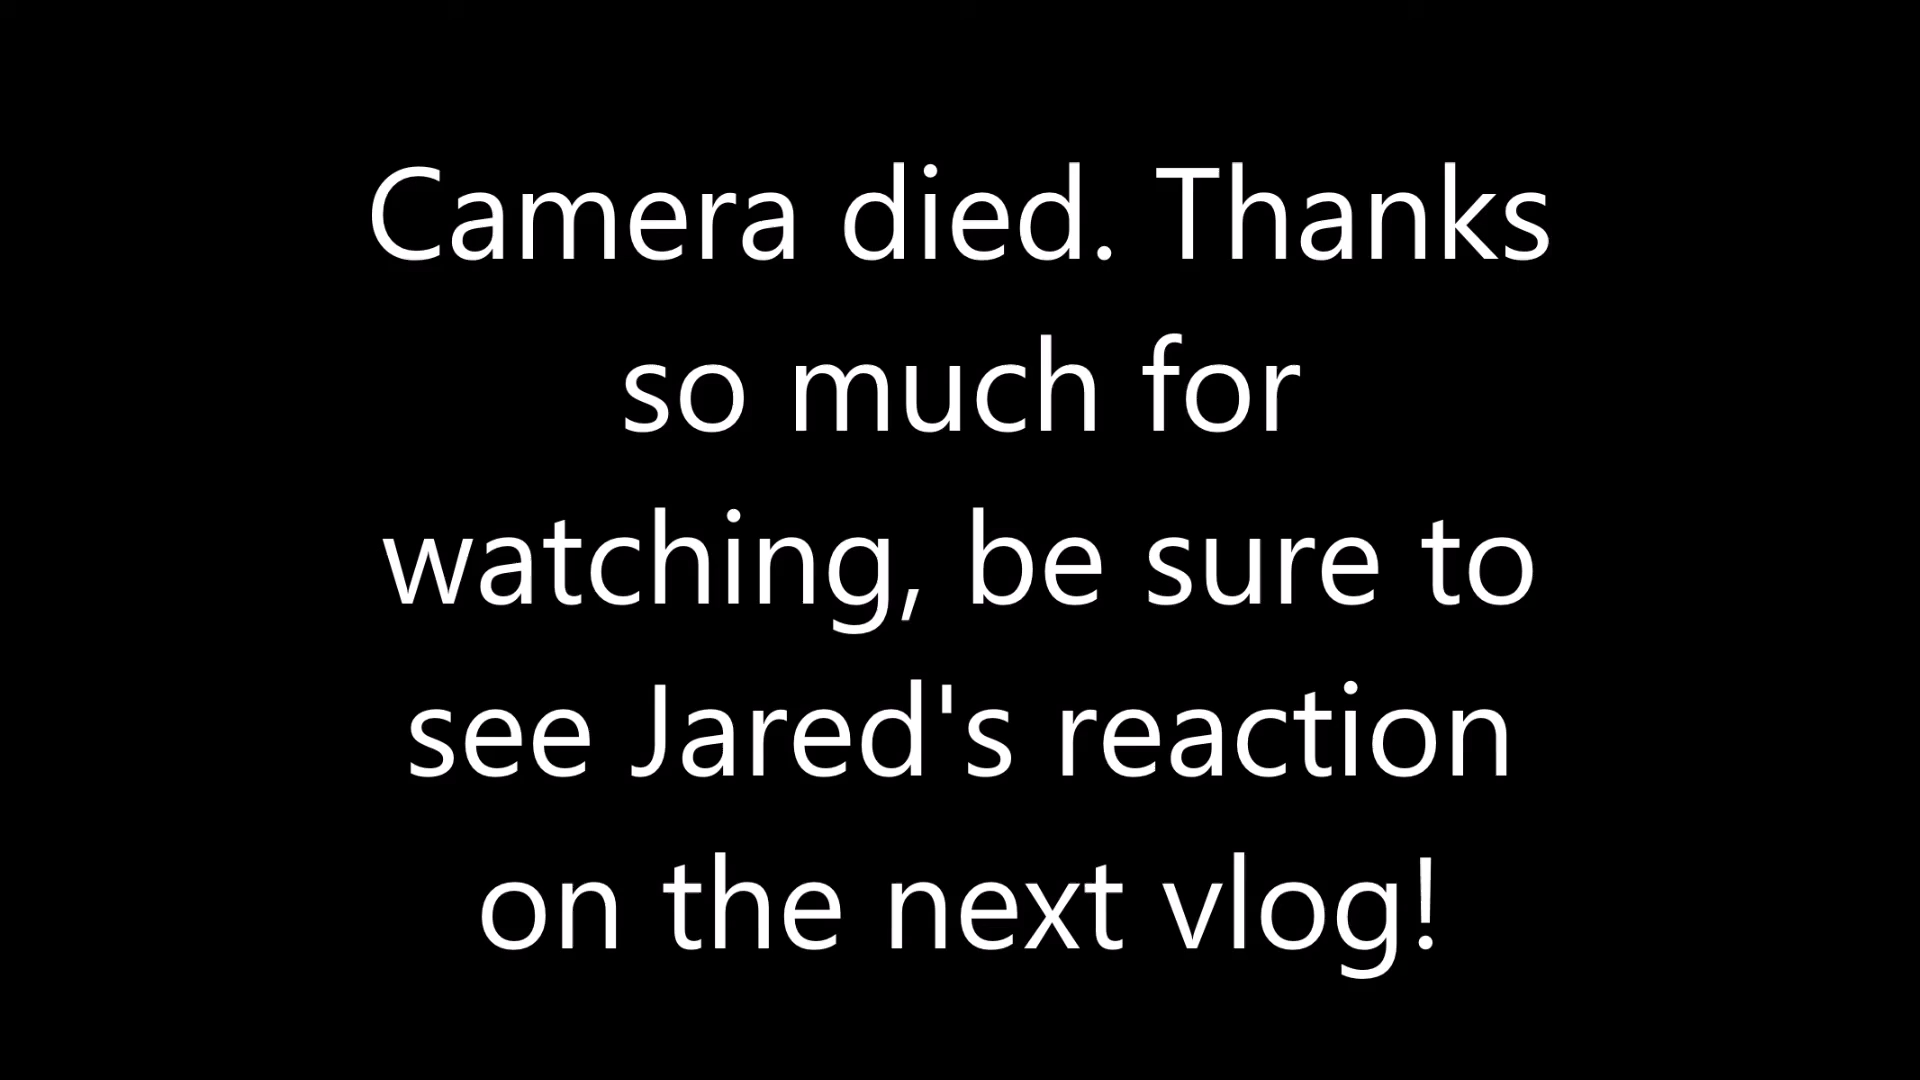 Camera died. Thanks
so much for
watching, be sure to
see Jared's reaction
on the next vlog!